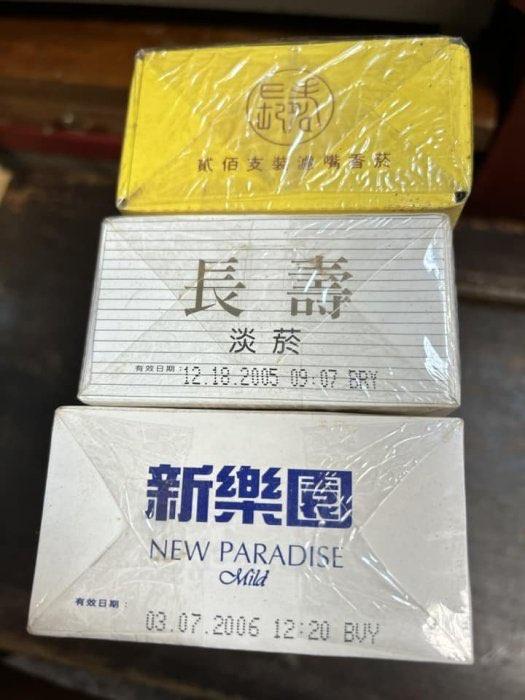 長壽
貳佰支裝濾嘴香菸
長壽
淡菸
有效日期：12.18.2005 09:07 BRY
新樂園
NEW PARADISE
Mild
有效日期：
03.07.2006 12:20 BVY